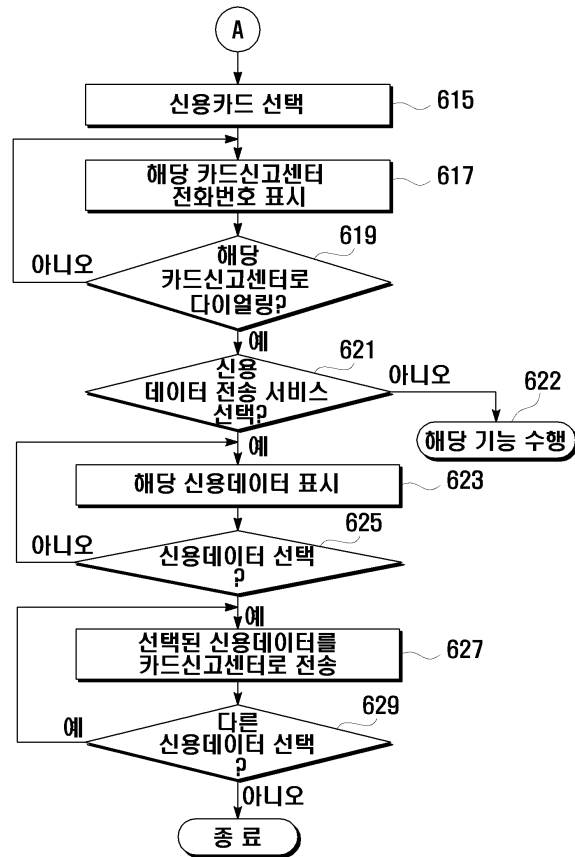 A
신용카드 선택
615
해당 카드신고센터
전화번호 표시
617
619
해당
카드신고센터로
다이얼링?
아니오
예
621
신용
데이터 전송 서비스
선택?
아니오
622
해당 기능 수행
예
해당 신용데이터 표시
623
625
신용데이터 선택
?
아니오
예
선택된 신용데이터를
카드신고센터로 전송
627
629
다른
신용데이터 선택
?
예
아니오
종 료